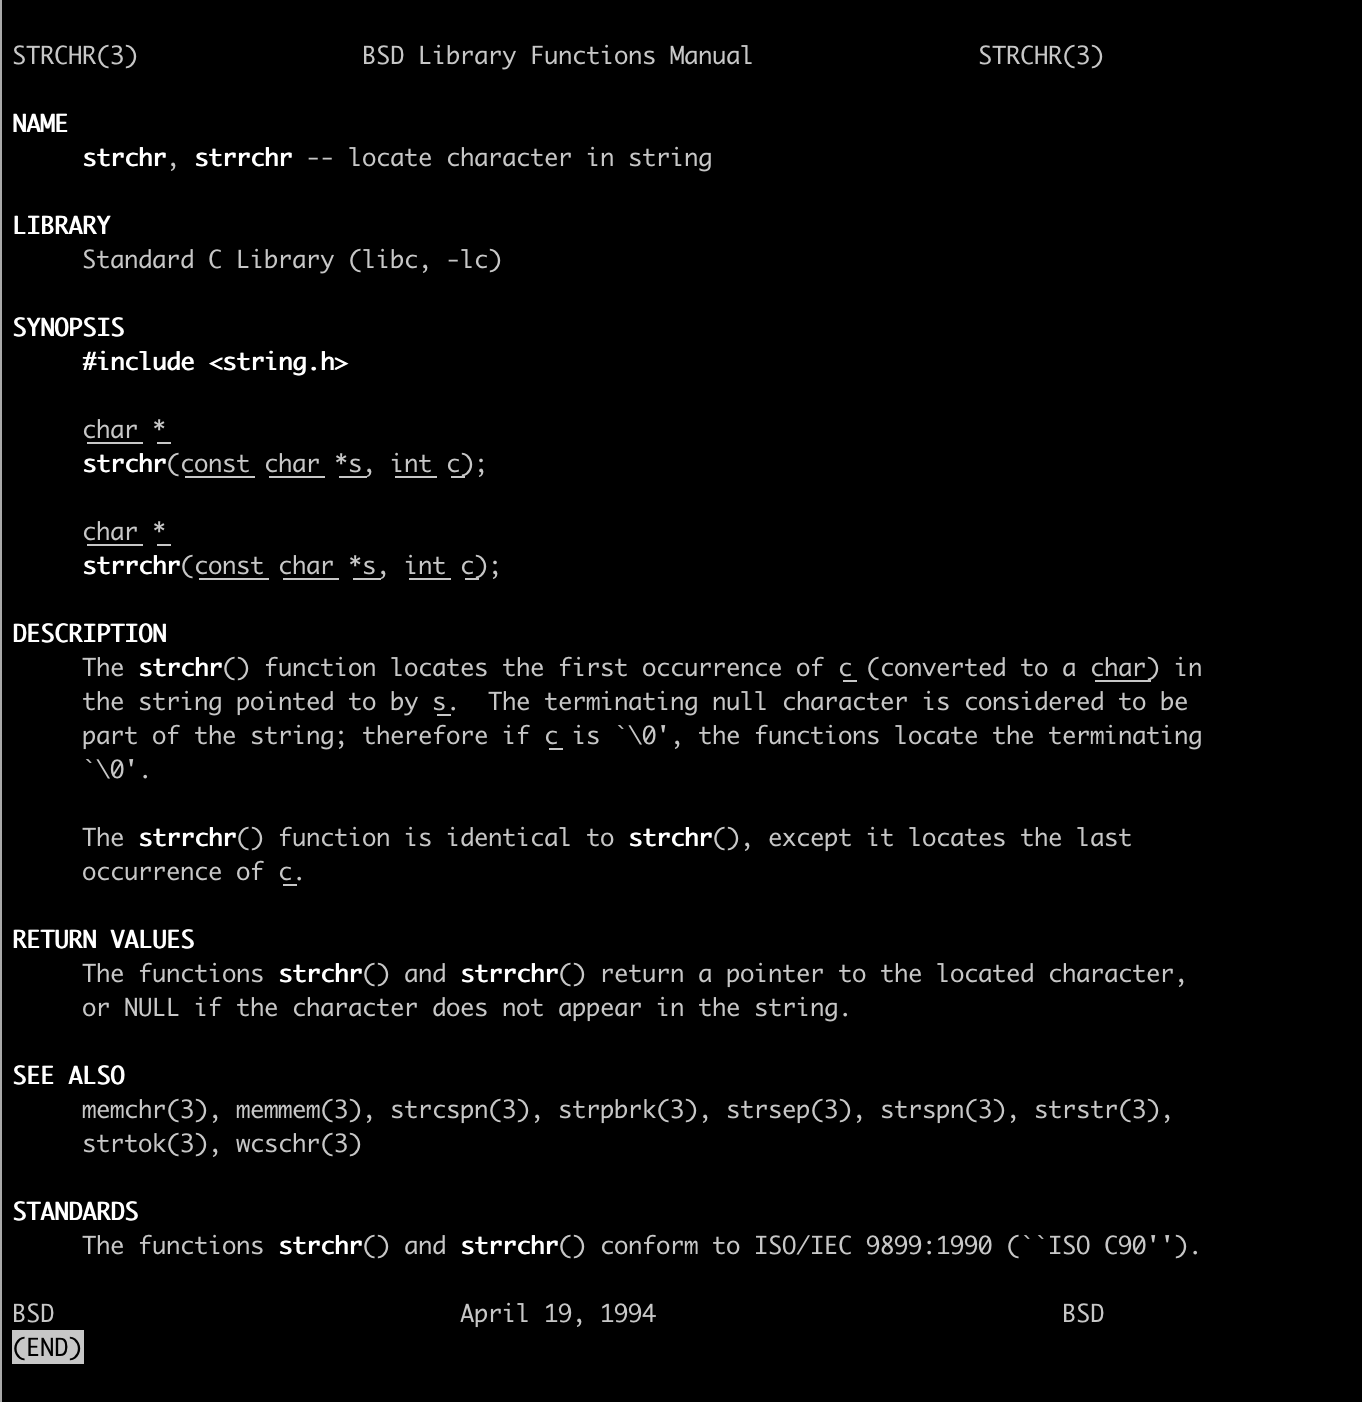 STRCHR(3)                BSD Library Functions Manual                STRCHR(3)

NAME
     strchr, strrchr -- locate character in string

LIBRARY
     Standard C Library (libc, -lc)

SYNOPSIS
     #include <string.h>

     char *
     strchr(const char *s, int c);

     char *
     strrchr(const char *s, int c);

DESCRIPTION
     The strchr() function locates the first occurrence of c (converted to a char) in
     the string pointed to by s.  The terminating null character is considered to be
     part of the string; therefore if c is `\0', the functions locate the terminating
     `\0'.

     The strrchr() function is identical to strchr(), except it locates the last
     occurrence of c.

RETURN VALUES
     The functions strchr() and strrchr() return a pointer to the located character,
     or NULL if the character does not appear in the string.

SEE ALSO
     memchr(3), memmem(3), strcspn(3), strpbrk(3), strsep(3), strspn(3), strstr(3),
     strtok(3), wcschr(3)

STANDARDS
     The functions strchr() and strrchr() conform to ISO/IEC 9899:1990 (``ISO C90'').

BSD                             April 19, 1994                             BSD
(END)